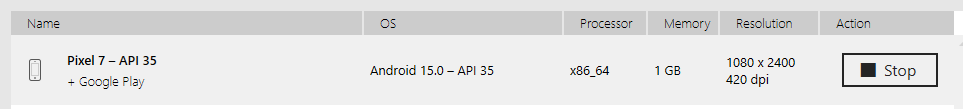 Name OS Processor Memory Resolution Action
Pixel 7 – API 35
+ Google Play
Android 15.0 – API 35
x86_64
1 GB
1080 x 2400
420 dpi
Stop